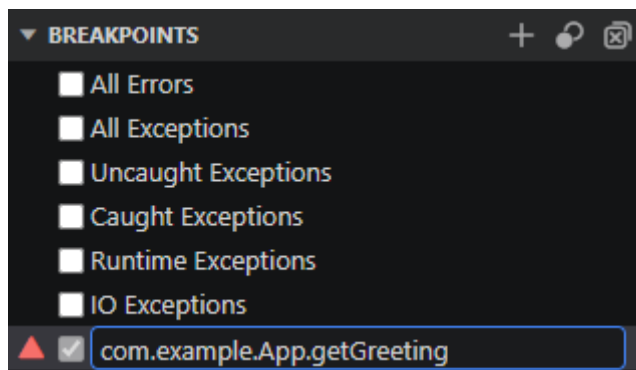 BREAKPOINTS
All Errors
All Exceptions
Uncaught Exceptions
Caught Exceptions
Runtime Exceptions
IO Exceptions
com.example.App.getGreeting